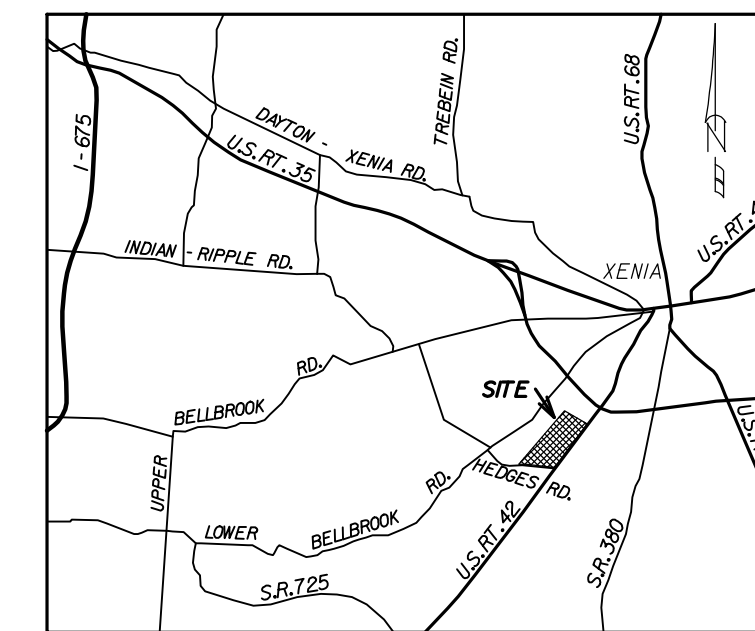 I - 675
DAYTON - XENIA RD.
U.S.RT.35
TREBEIN RD.
U.S.RT.68
N
XENIA
INDIAN - RIPPLE RD.
SITE
BELLBROOK RD.
UPPER
HEDGES RD.
LOWER BELLBROOK RD.
U.S.RT.42
S.R.380
S.R.725